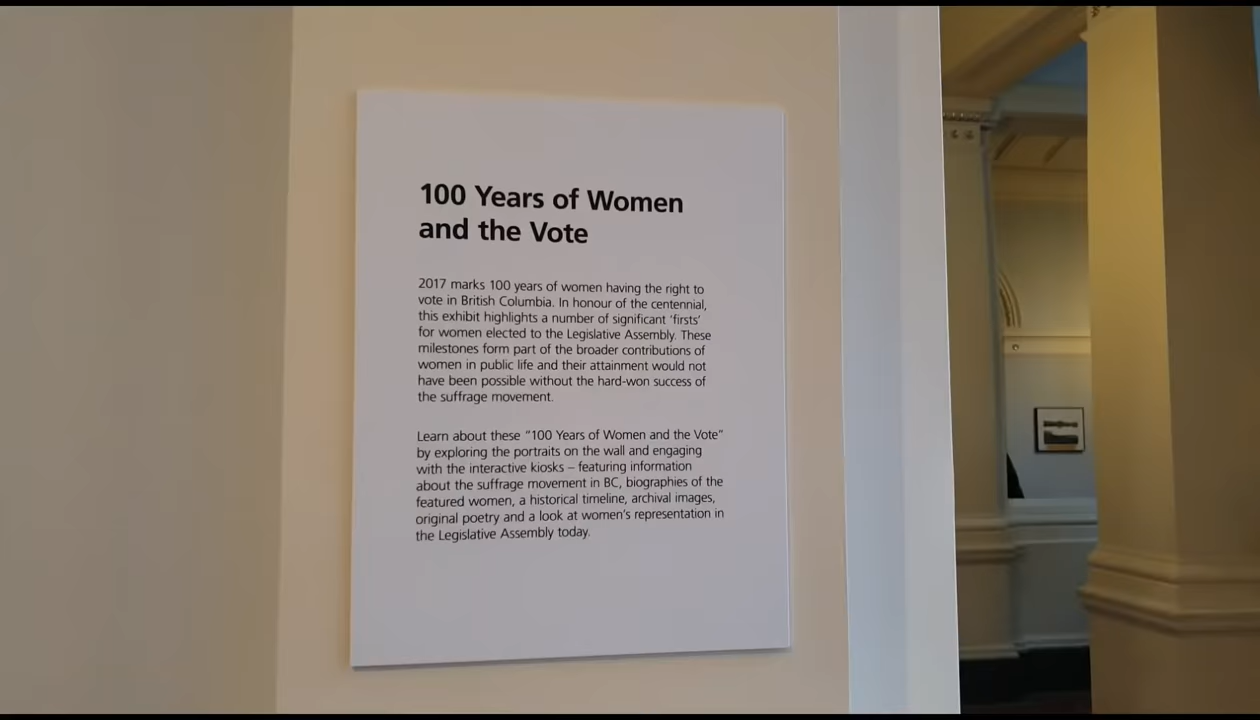 100 Years of Women
and the Vote
2017 marks 100 years of women having the right to
vote in British Columbia. In honour of the centennial,
this exhibit highlights a number of significant 'firsts'
for women elected to the Legislative Assembly. These
milestones form part of the broader contributions of
women in public life and their attainment would not
have been possible without the hard-won success of
the suffrage movement.
Learn about these "100 Years of Women and the Vote"
by exploring the portraits on the wall and engaging
with the interactive kiosks – featuring information
about the suffrage movement in BC, biographies of the
featured women, a historical timeline, archival images,
original poetry and a look at women's representation in
the Legislative Assembly today.